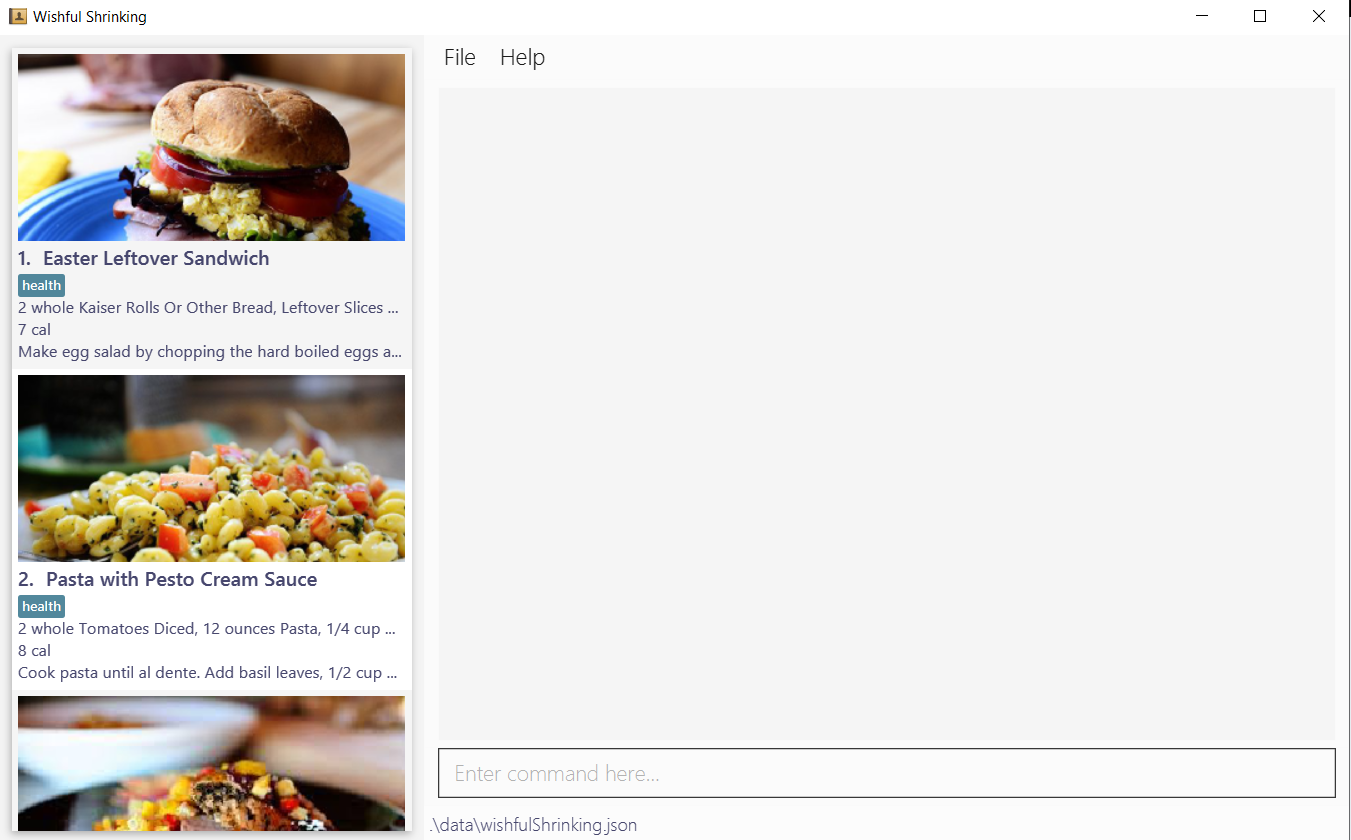 Wishful Shrinking
File Help
1. Easter Leftover Sandwich
health
2 whole Kaiser Rolls Or Other Bread, Leftover Slices ...
7 cal
Make egg salad by chopping the hard boiled eggs a...
2. Pasta with Pesto Cream Sauce
health
2 whole Tomatoes Diced, 12 ounces Pasta, 1/4 cup ...
8 cal
Cook pasta until al dente. Add basil leaves, 1/2 cup ...
Enter command here...
.\data\wishfulShrinking.json